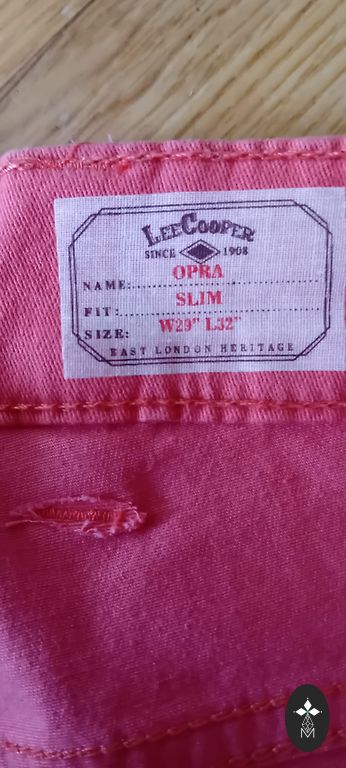 LEE COOPER
SINCE 1908
NAME: OPRA
FIT: SLIM
SIZE: W29" L32"
EAST LONDON HERITAGE
M